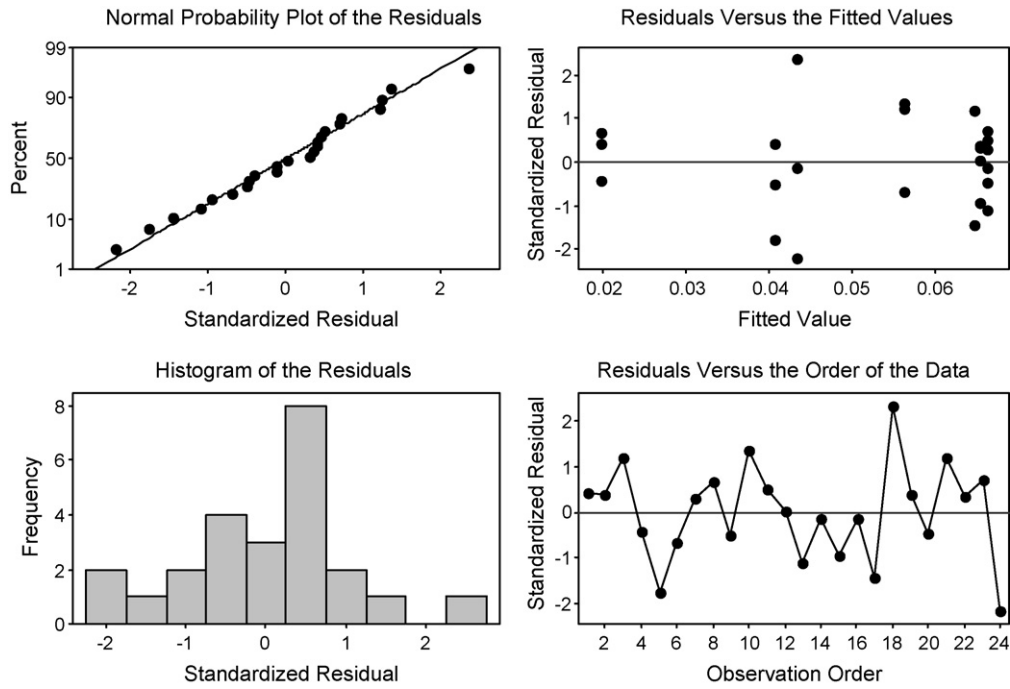 Normal Probability Plot of the Residuals
99
90
50
10
1
Percent
-2 -1 0 1 2
Standardized Residual
Residuals Versus the Fitted Values
2
1
0
-1
-2
Standardized Residual
0.02 0.03 0.04 0.05 0.06
Fitted Value
Histogram of the Residuals
8
6
4
2
0
Frequency
-2 -1 0 1 2
Standardized Residual
Residuals Versus the Order of the Data
2
1
0
-1
-2
Standardized Residual
2 4 6 8 10 12 14 16 18 20 22 24
Observation Order